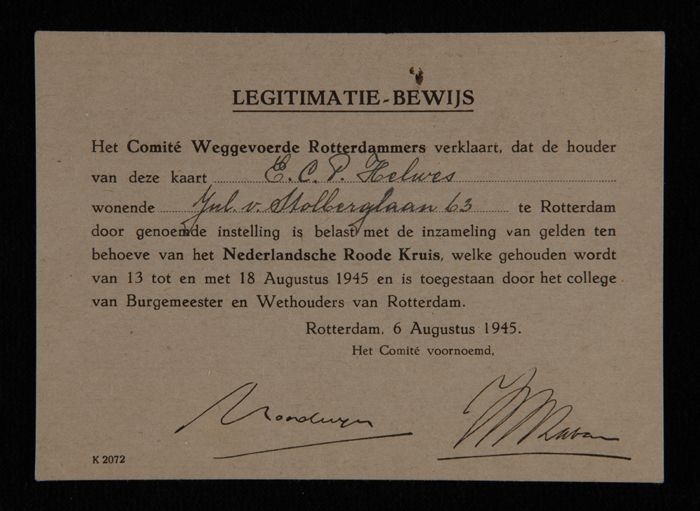 LEGITIMATIE-BEWIJS
Het Comité Weggevoerde Rotterdammers verklaart, dat de houder
van deze kaart E. C. P. Helwes
wonende Jul. v. Stolberglaan 63 te Rotterdam
door genoemde instelling is belast met de inzameling van gelden ten
behoeve van het Nederlandsche Roode Kruis, welke gehouden wordt
van 13 tot en met 18 Augustus 1945 en is toegestaan door het college
van Burgemeester en Wethouders van Rotterdam.
Rotterdam, 6 Augustus 1945.
Het Comité voornoemd,
K 2072